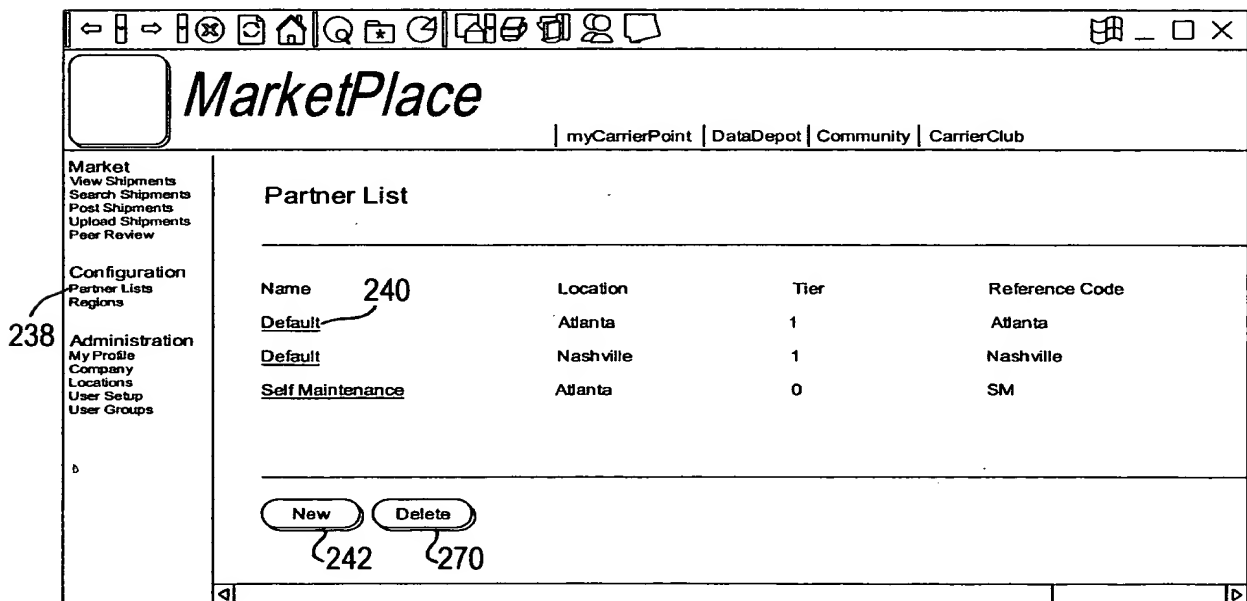 MarketPlace
myCarrierPoint | DataDepot | Community | CarrierClub
Market
View Shipments
Search Shipments
Post Shipments
Upload Shipments
Peer Review
Configuration
Partner Lists
Regions
238
Administration
My Profile
Company
Locations
User Setup
User Groups
Partner List
Name 240 Location Tier Reference Code
Default Atlanta 1 Atlanta
Default Nashville 1 Nashville
Self Maintenance Atlanta 0 SM
New Delete
242 270